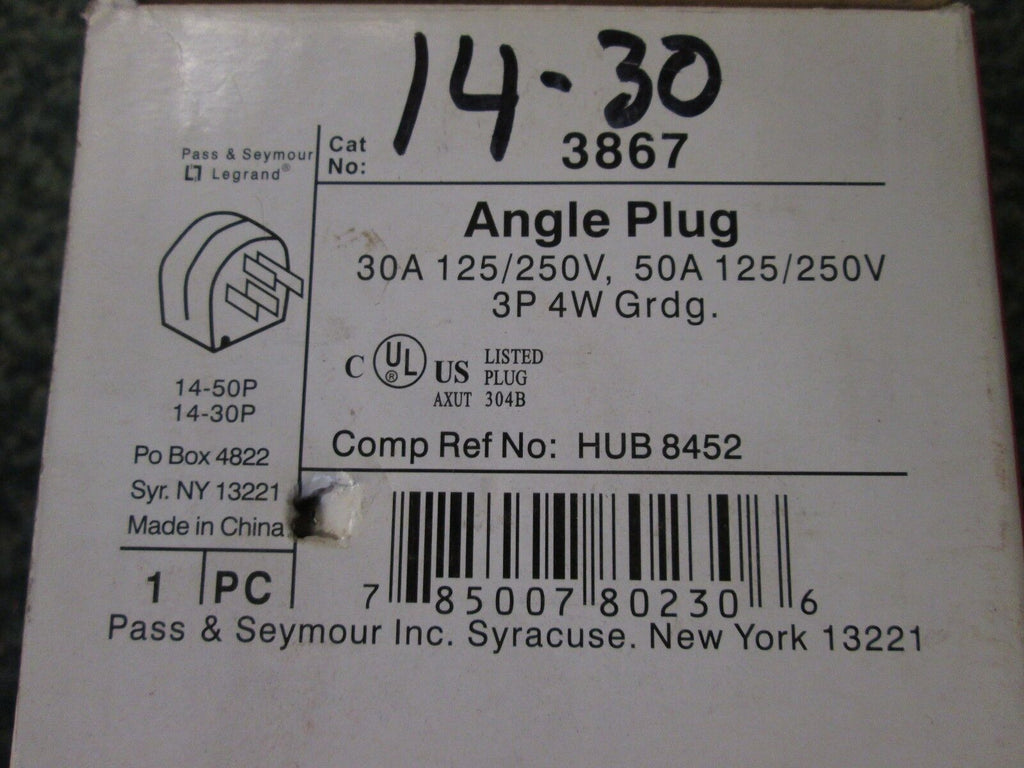 14-30
Pass & Seymour
Legrand®
Cat
No:
3867
Angle Plug
30A 125/250V, 50A 125/250V
3P 4W Grdg.
C UL® US LISTED
PLUG
AXUT 304B
14-50P
14-30P
Comp Ref No: HUB 8452
Po Box 4822
Syr. NY 13221
Made in China
1 PC
7 85007 80230 6
Pass & Seymour Inc. Syracuse. New York 13221